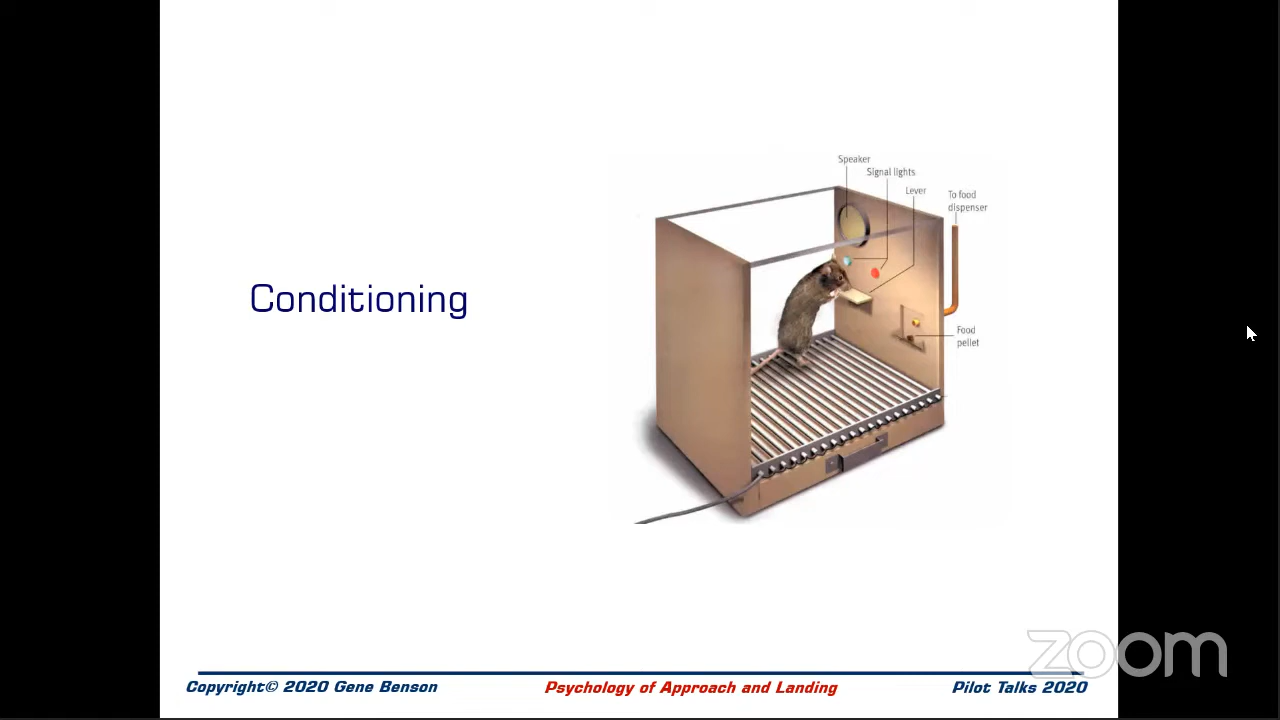 Conditioning
Speaker
Signal lights
Lever
To food
dispenser
Food
pellet
zoom
Copyright© 2020 Gene Benson
Psychology of Approach and Landing
Pilot Talks 2020